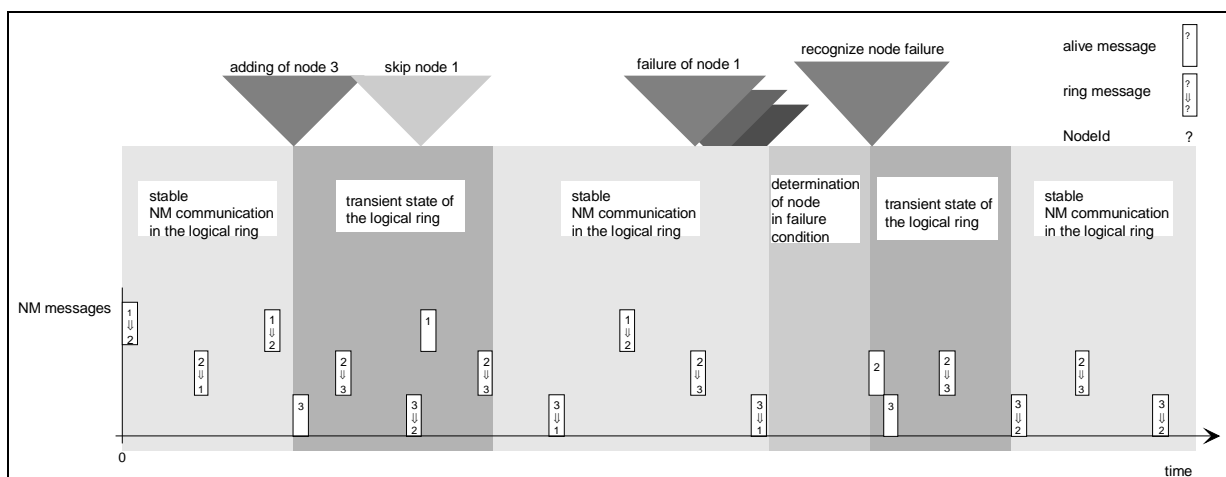 adding of node 3
skip node 1
failure of node 1
recognize node failure
alive message
?
ring message
?
⇓
?
NodeId
?
stable
NM communication
in the logical ring
transient state of
the logical ring
stable
NM communication
in the logical ring
determination
of node
in failure
condition
transient state of
the logical ring
stable
NM communication
in the logical ring
NM messages
1
⇓
2
2
⇓
1
1
⇓
2
3
2
⇓
3
3
⇓
2
1
2
⇓
3
3
⇓
1
1
⇓
2
2
⇓
3
3
⇓
1
2
3
2
⇓
3
3
⇓
2
2
⇓
3
3
⇓
2
0
time